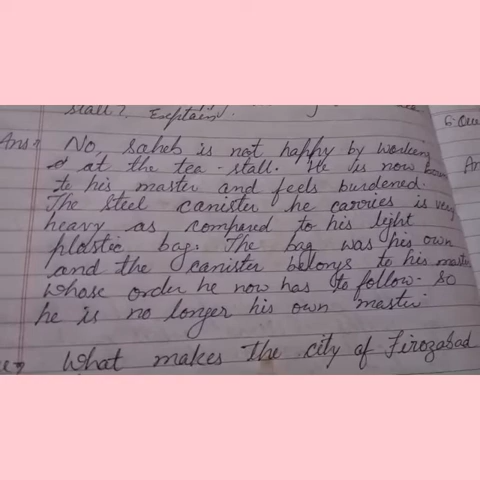 stall? Explain.
Ans:- No, Saheb is not happy by working
at the tea-stall. He is now bound
to his master and feels burdened.
The steel canister he carries is very
heavy as compared to his light
plastic bag. The bag was his own
and the canister belongs to his master
whose order he now has to follow. So
he is no longer his own master.
What makes the city of Firozabad